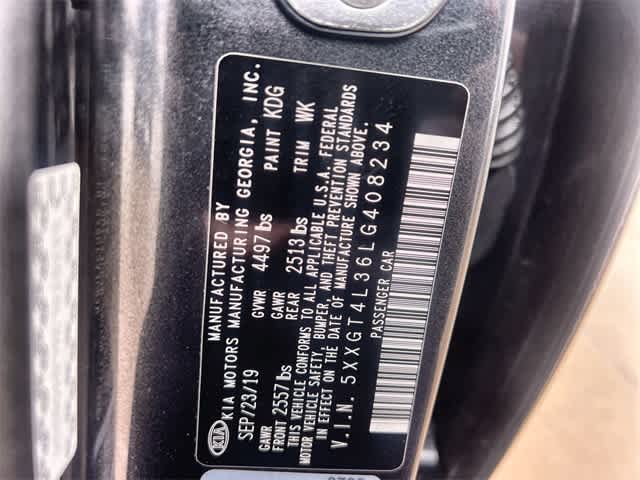 MANUFACTURED BY
KIA MOTORS MANUFACTURING GEORGIA, INC.
KIA
SEP/23/19 GVWR 4497lbs PAINT KDG
GAWR GAWR
FRONT 2557lbs REAR 2513lbs TRIM WK
THIS VEHICLE CONFORMS TO ALL APPLICABLE U.S.A. FEDERAL
MOTOR VEHICLE SAFETY, BUMPER, AND THEFT PREVENTION STANDARDS
IN EFFECT ON THE DATE OF MANUFACTURE SHOWN ABOVE.
V.I.N. 5XXGT4L36LG408234
PASSENGER CAR